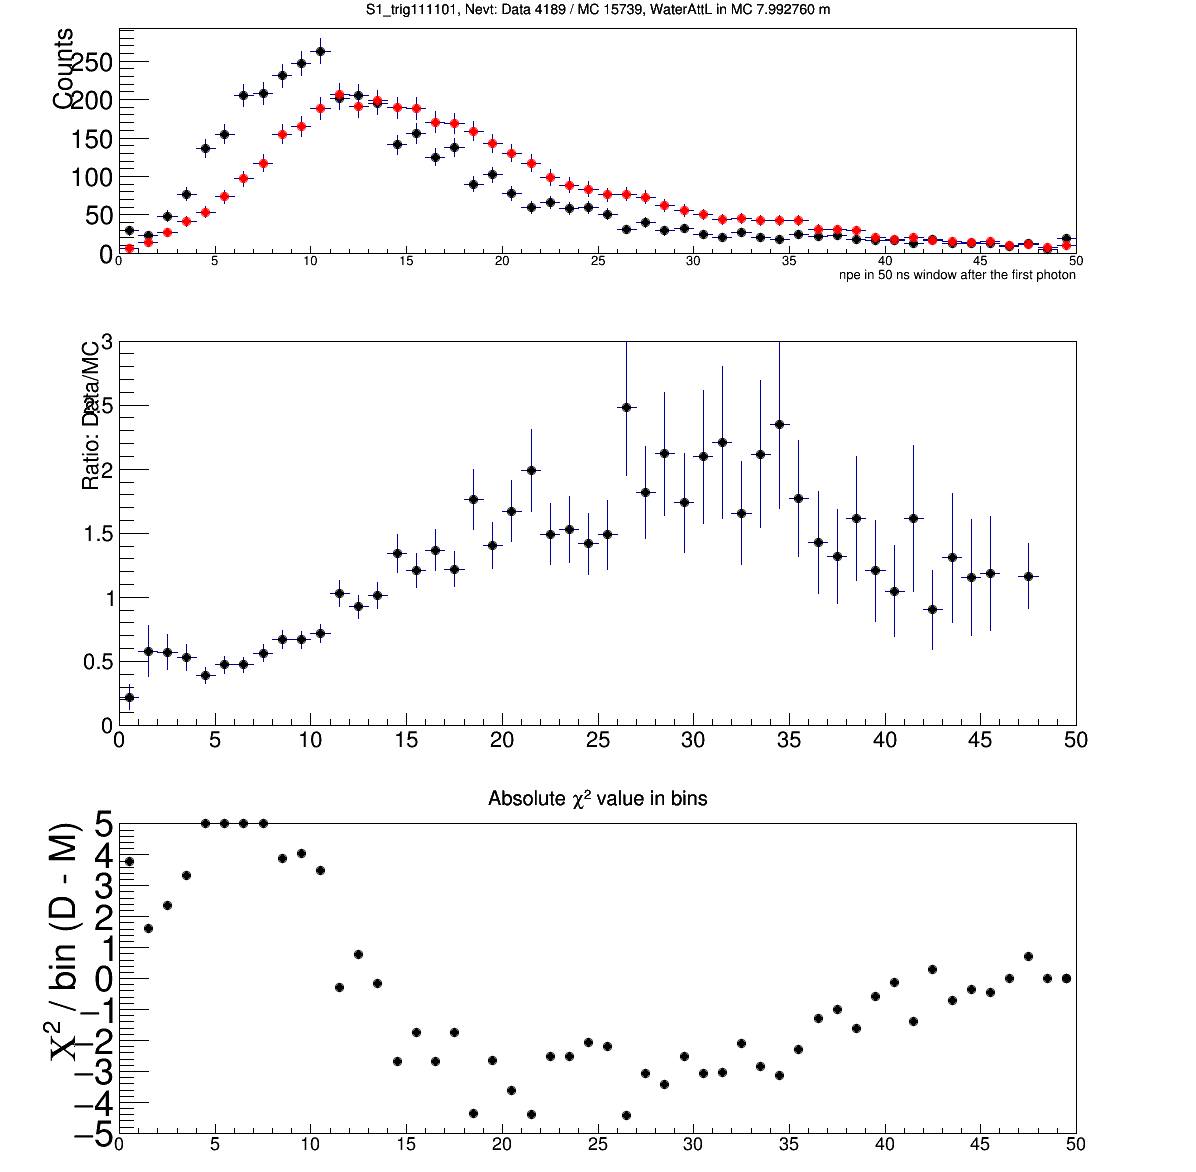 S1_trig111101, Nevt: Data 4189 / MC 15739, WaterAttL in MC 7.992760 m
Counts
250
200
150
100
50
0
0 5 10 15 20 25 30 35 40 45 50
npe in 50 ns window after the first photon
Ratio: Data/MC
3
2.5
2
1.5
1
0.5
0
0 5 10 15 20 25 30 35 40 45 50
Absolute χ² value in bins
Χ² / bin (D - M)
5
4
3
2
1
0
−1
−2
−3
−4
−5
0 5 10 15 20 25 30 35 40 45 50